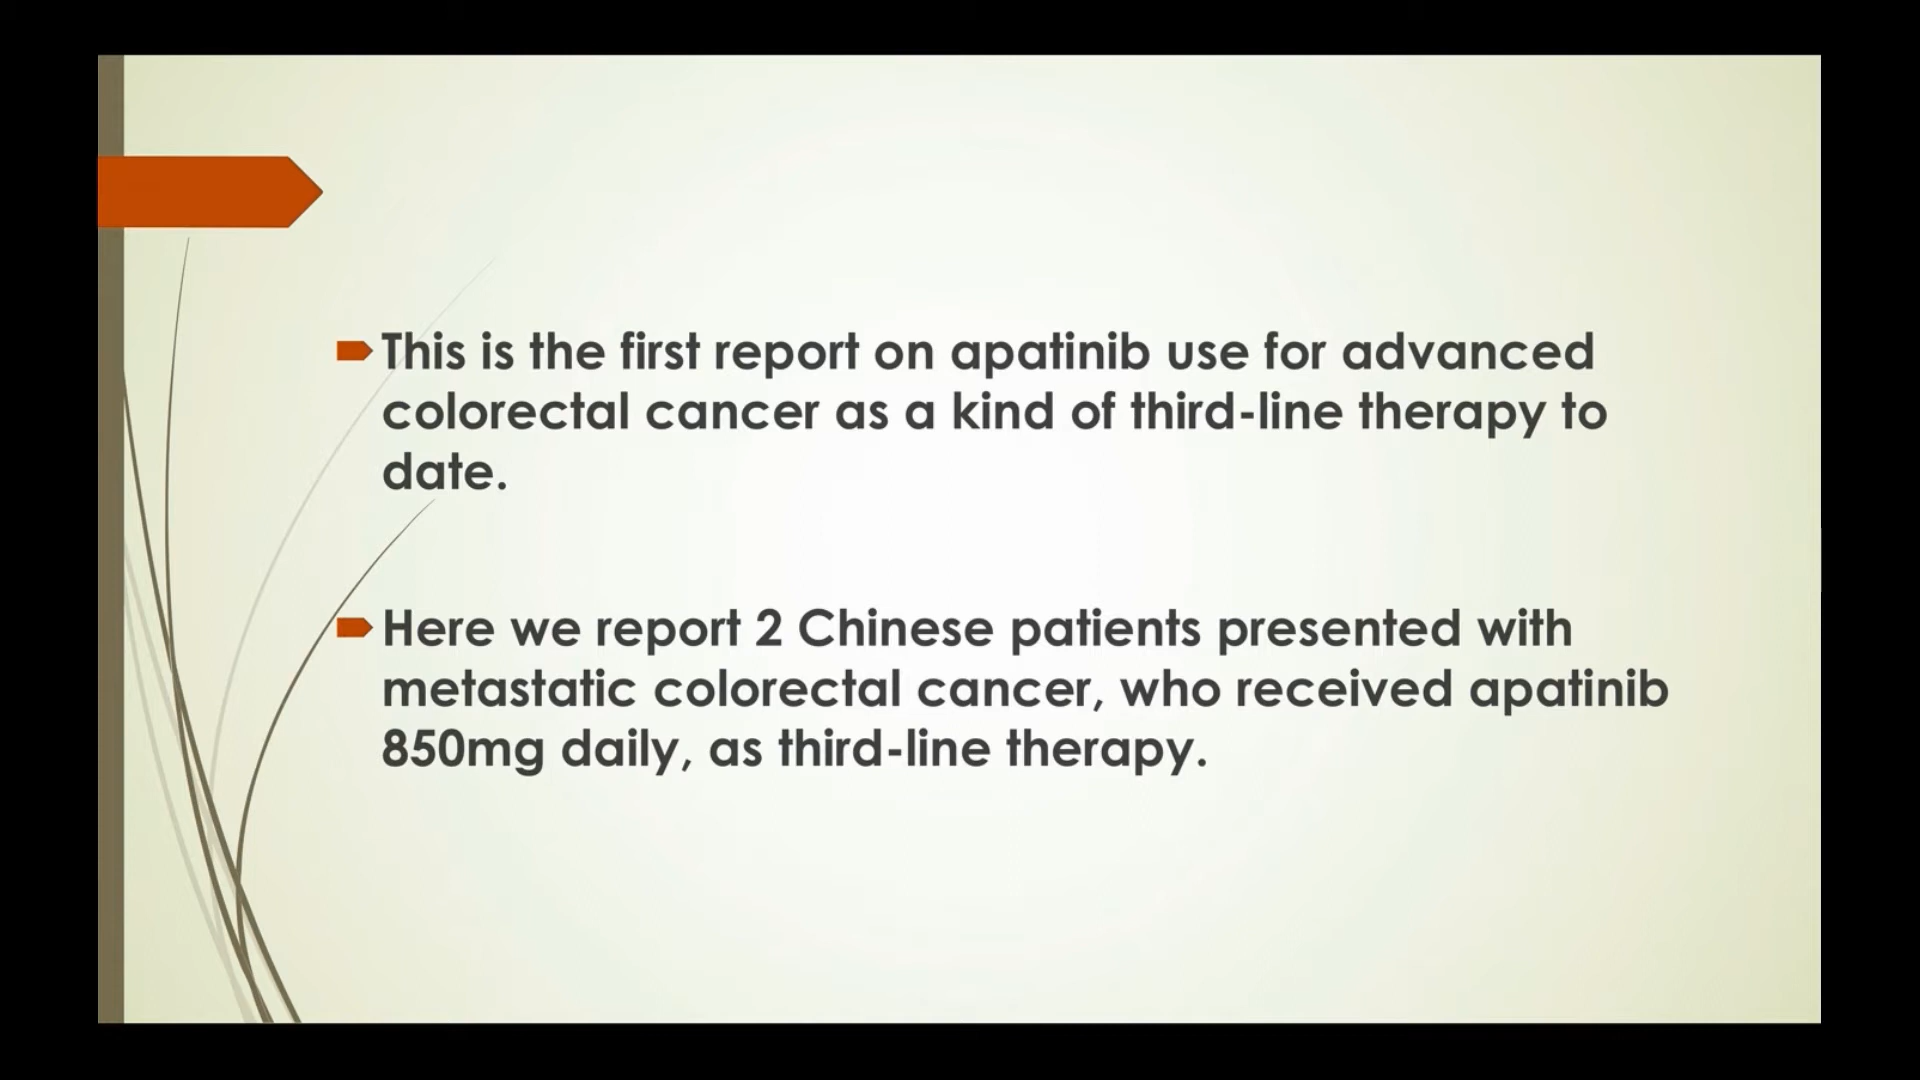 This is the first report on apatinib use for advanced
colorectal cancer as a kind of third-line therapy to
date.
Here we report 2 Chinese patients presented with
metastatic colorectal cancer, who received apatinib
850mg daily, as third-line therapy.